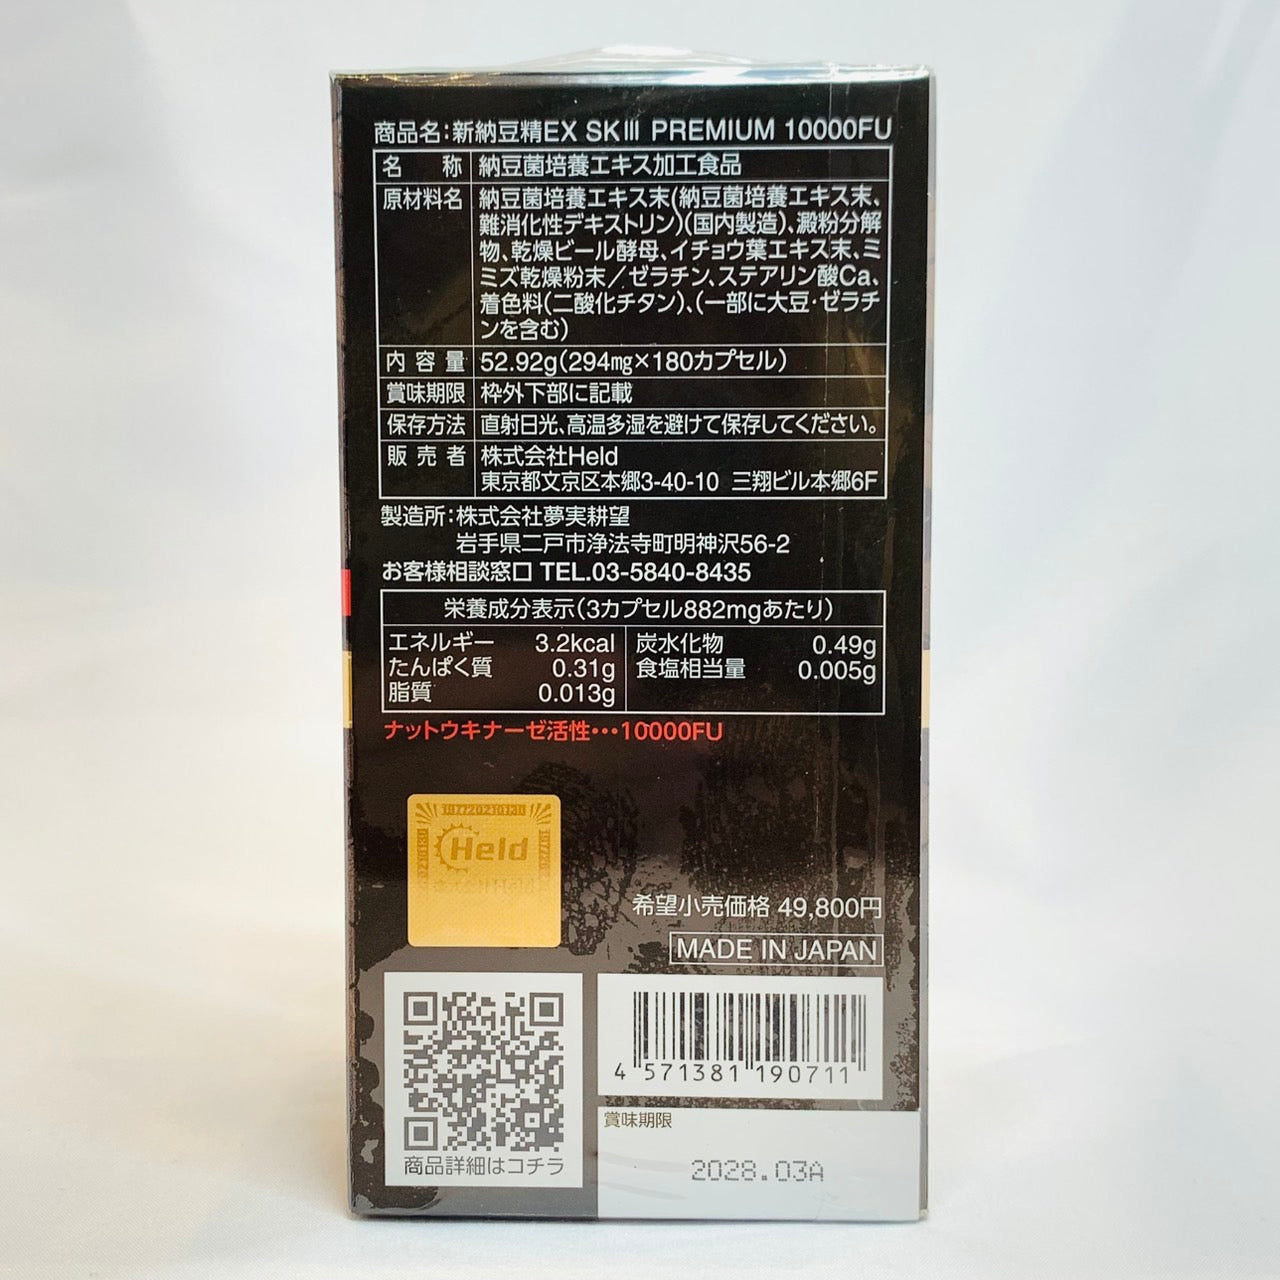 商品名:新納豆精EX SKⅢ PREMIUM 10000FU
名称 納豆菌培養エキス加工食品
原材料名 納豆菌培養エキス末(納豆菌培養エキス末、
難消化性デキストリン)(国内製造)、澱粉分解
物、乾燥ビール酵母、イチョウ葉エキス末、ミ
ミズ乾燥粉末/ゼラチン、ステアリン酸Ca、
着色料(二酸化チタン)、(一部に大豆・ゼラチ
ンを含む)
内容量 52.92g(294mg×180カプセル)
賞味期限 枠外下部に記載
保存方法 直射日光、高温多湿を避けて保存してください。
販売者 株式会社Held
東京都文京区本郷3-40-10 三翔ビル本郷6F
製造所:株式会社夢実耕望
岩手県二戸市浄法寺町明神沢56-2
お客様相談窓口 TEL.03-5840-8435
栄養成分表示(3カプセル882mgあたり)
エネルギー 3.2kcal 炭水化物 0.49g
たんぱく質 0.31g 食塩相当量 0.005g
脂質 0.013g
ナットウキナーゼ活性・・・10000FU
197720210130
Held
希望小売価格 49,800円
MADE IN JAPAN
4 571381 190711
賞味期限
商品詳細はコチラ
2028.03A